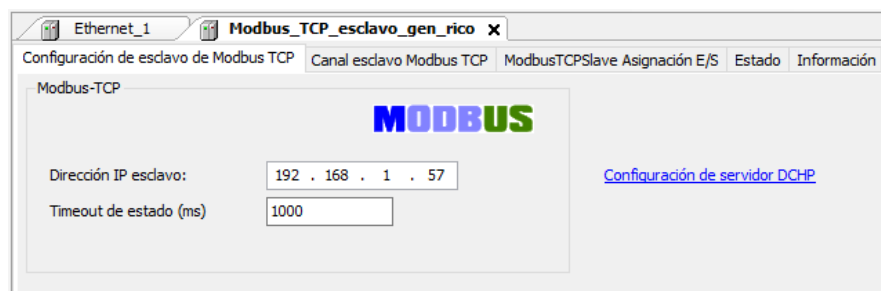 Ethernet_1
Modbus_TCP_esclavo_gen_rico
Configuración de esclavo de Modbus TCP
Canal esclavo Modbus TCP
ModbusTCPSlave Asignación E/S
Estado
Información
Modbus-TCP
MODBUS
Dirección IP esclavo:
192 . 168 . 1 . 57
Configuración de servidor DCHP
Timeout de estado (ms)
1000